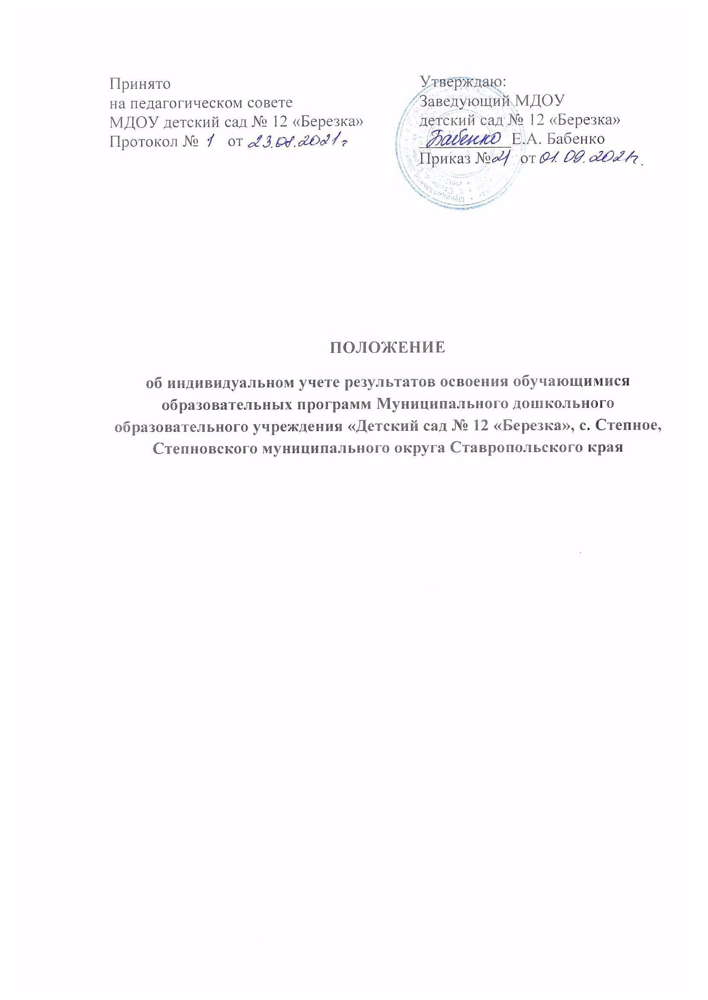 Принято
на педагогическом совете
МДОУ детский сад № 12 «Березка»
Протокол № 1 от 23.08.2021г
Утверждаю:
Заведующий МДОУ
детский сад № 12 «Березка»
Бабенко Е.А. Бабенко
Приказ №21 от 01.09.2021г.
ПОЛОЖЕНИЕ
об индивидуальном учете результатов освоения обучающимися
образовательных программ Муниципального дошкольного
образовательного учреждения «Детский сад № 12 «Березка», с. Степное,
Степновского муниципального округа Ставропольского края